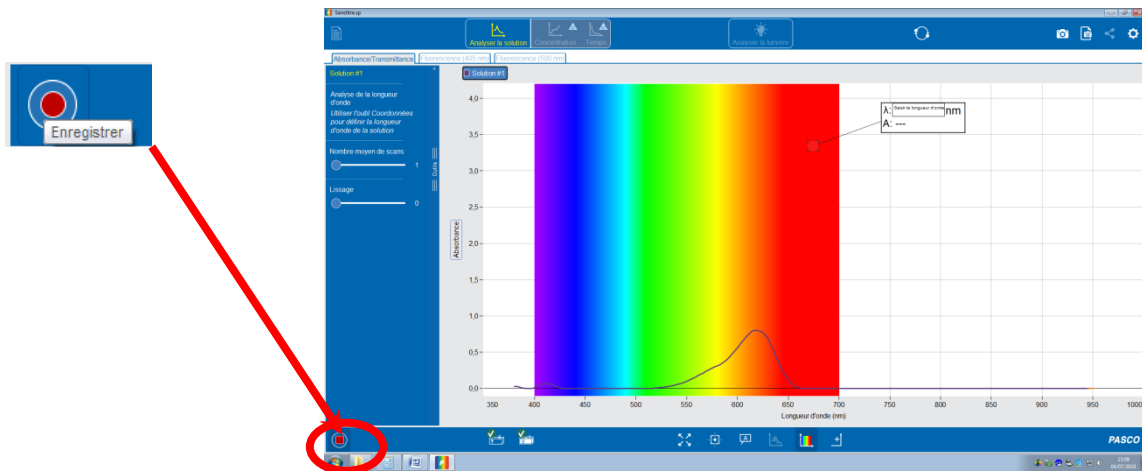 Enregistrer
Sanstitre.sp
Analyser la solution
Concentration
Temps
Analyser la lumière
Absorbance/Transmittance
Fluorescence (405 nm)
Fluorescence (500 nm)
Solution #1
Analyse de la longueur
d'onde
Utiliser l'outil Coordonnées
pour définir la longueur
d'onde de la solution
Nombre moyen de scans
1
Lissage
0
Outils
Solution #1
4,0
3,5
3,0
2,5
2,0
1,5
1,0
0,5
0,0
Absorbance
λ: Saisir la longueur d'onde nm
A: ---
350 400 450 500 550 600 650 700 750 800 850 900 950 1000
Longueur d'onde (nm)
PASCO